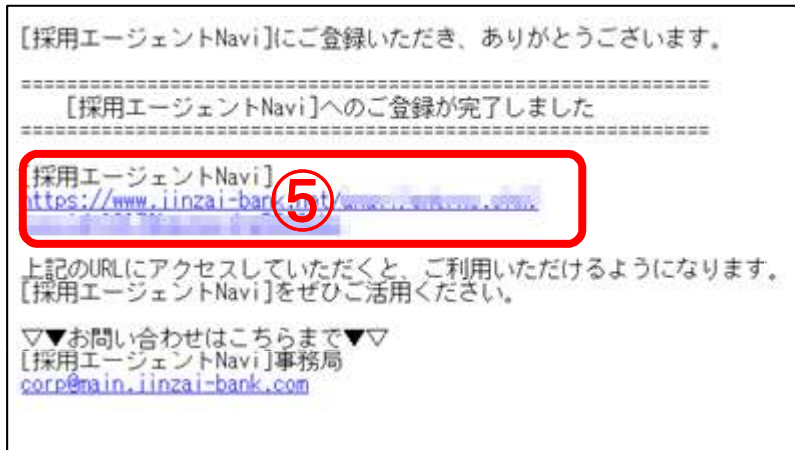 [採用エージェントNavi]にご登録いただき、ありがとうございます。
============================================================
[採用エージェントNavi]へのご登録が完了しました
============================================================
[採用エージェントNavi]
https://www.jinzai-bank.net/
⑤
上記のURLにアクセスしていただくと、ご利用いただけるようになります。
[採用エージェントNavi]をぜひご活用ください。
▽▼お問い合わせはこちらまで▼▽
[採用エージェントNavi]事務局
corp@main.jinzai-bank.com